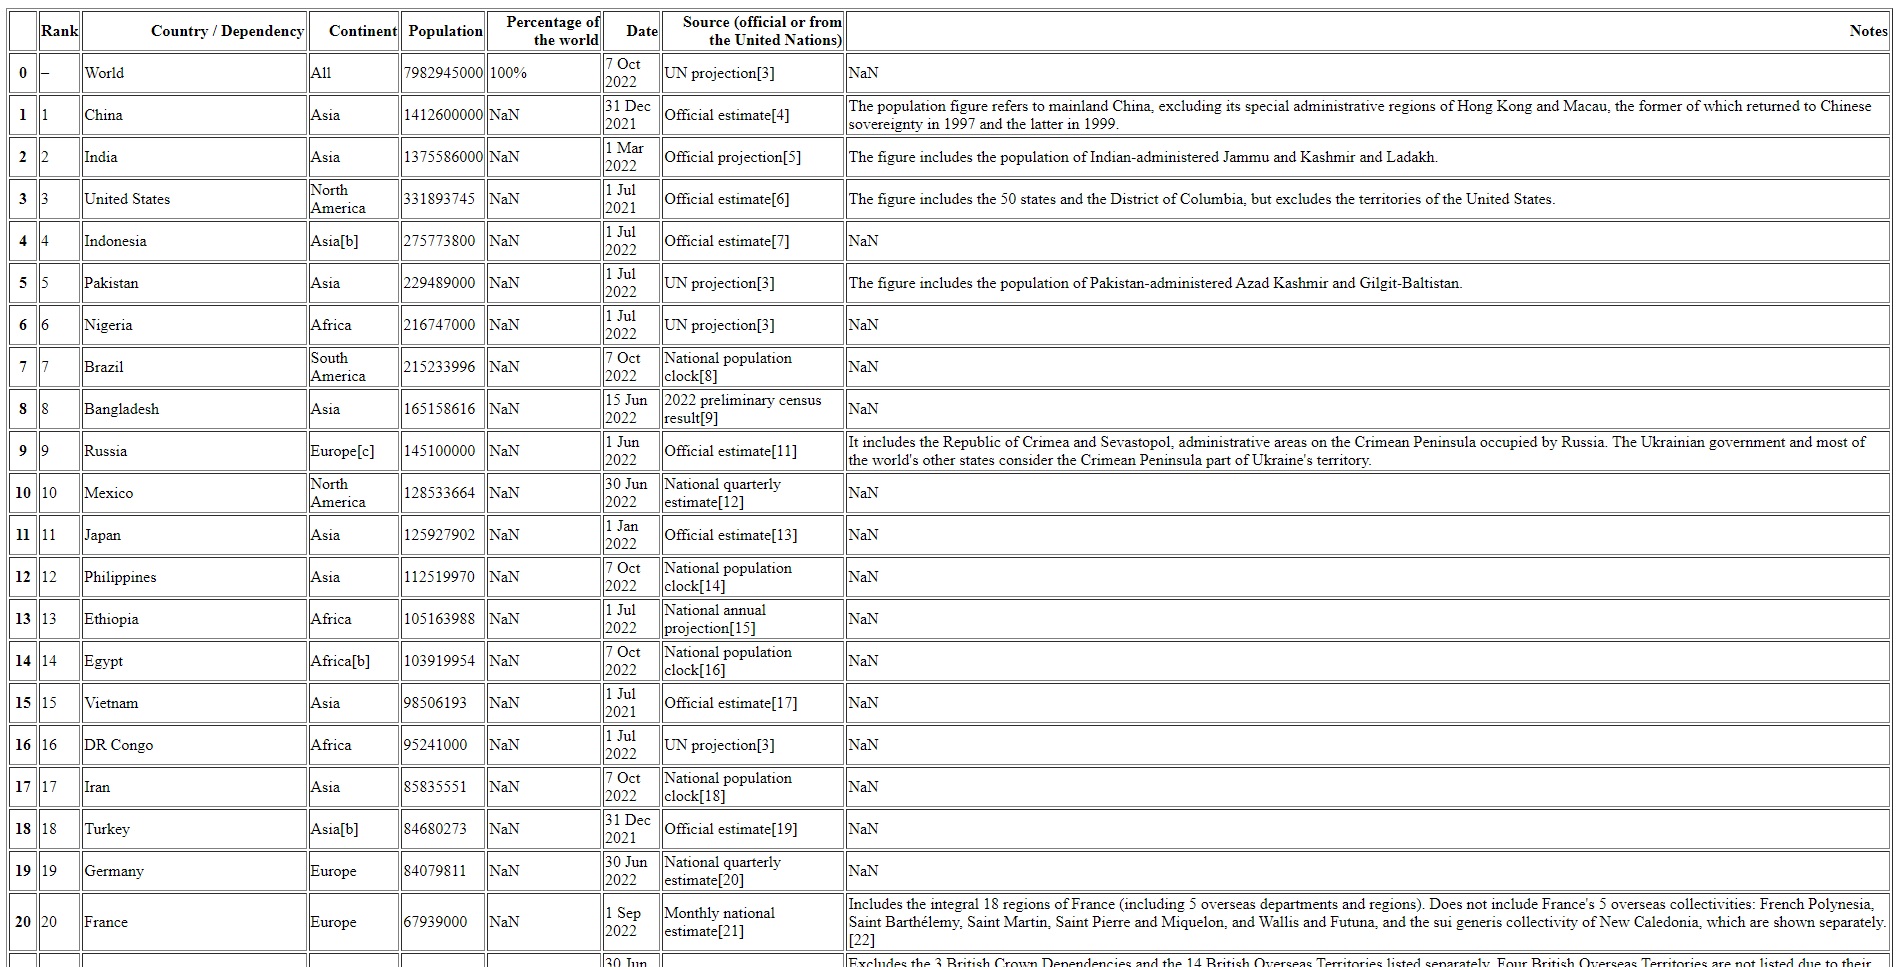 Rank Country / Dependency Continent Population Percentage of the world Date Source (official or from the United Nations) Notes
0 – World All 7982945000 100% 7 Oct 2022 UN projection[3] NaN
1 1 China Asia 1412600000 NaN 31 Dec 2021 Official estimate[4] The population figure refers to mainland China, excluding its special administrative regions of Hong Kong and Macau, the former of which returned to Chinese sovereignty in 1997 and the latter in 1999.
2 2 India Asia 1375586000 NaN 1 Mar 2022 Official projection[5] The figure includes the population of Indian-administered Jammu and Kashmir and Ladakh.
3 3 United States North America 331893745 NaN 1 Jul 2021 Official estimate[6] The figure includes the 50 states and the District of Columbia, but excludes the territories of the United States.
4 4 Indonesia Asia[b] 275773800 NaN 1 Jul 2022 Official estimate[7] NaN
5 5 Pakistan Asia 229489000 NaN 1 Jul 2022 UN projection[3] The figure includes the population of Pakistan-administered Azad Kashmir and Gilgit-Baltistan.
6 6 Nigeria Africa 216747000 NaN 1 Jul 2022 UN projection[3] NaN
7 7 Brazil South America 215233996 NaN 7 Oct 2022 National population clock[8] NaN
8 8 Bangladesh Asia 165158616 NaN 15 Jun 2022 2022 preliminary census result[9] NaN
9 9 Russia Europe[c] 145100000 NaN 1 Jun 2022 Official estimate[11] It includes the Republic of Crimea and Sevastopol, administrative areas on the Crimean Peninsula occupied by Russia. The Ukrainian government and most of the world's other states consider the Crimean Peninsula part of Ukraine's territory.
10 10 Mexico North America 128533664 NaN 30 Jun 2022 National quarterly estimate[12] NaN
11 11 Japan Asia 125927902 NaN 1 Jan 2022 Official estimate[13] NaN
12 12 Philippines Asia 112519970 NaN 7 Oct 2022 National population clock[14] NaN
13 13 Ethiopia Africa 105163988 NaN 1 Jul 2022 National annual projection[15] NaN
14 14 Egypt Africa[b] 103919954 NaN 7 Oct 2022 National population clock[16] NaN
15 15 Vietnam Asia 98506193 NaN 1 Jul 2021 Official estimate[17] NaN
16 16 DR Congo Africa 95241000 NaN 1 Jul 2022 UN projection[3] NaN
17 17 Iran Asia 85835551 NaN 7 Oct 2022 National population clock[18] NaN
18 18 Turkey Asia[b] 84680273 NaN 31 Dec 2021 Official estimate[19] NaN
19 19 Germany Europe 84079811 NaN 30 Jun 2022 National quarterly estimate[20] NaN
20 20 France Europe 67939000 NaN 1 Sep 2022 Monthly national estimate[21] Includes the integral 18 regions of France (including 5 overseas departments and regions). Does not include France's 5 overseas collectivities: French Polynesia, Saint Barthélemy, Saint Martin, Saint Pierre and Miquelon, and Wallis and Futuna, and the sui generis collectivity of New Caledonia, which are shown separately.[22]
30 Jun Excludes the 3 British Crown Dependencies and the 14 British Overseas Territories listed separately. Four British Overseas Territories are not listed due to their